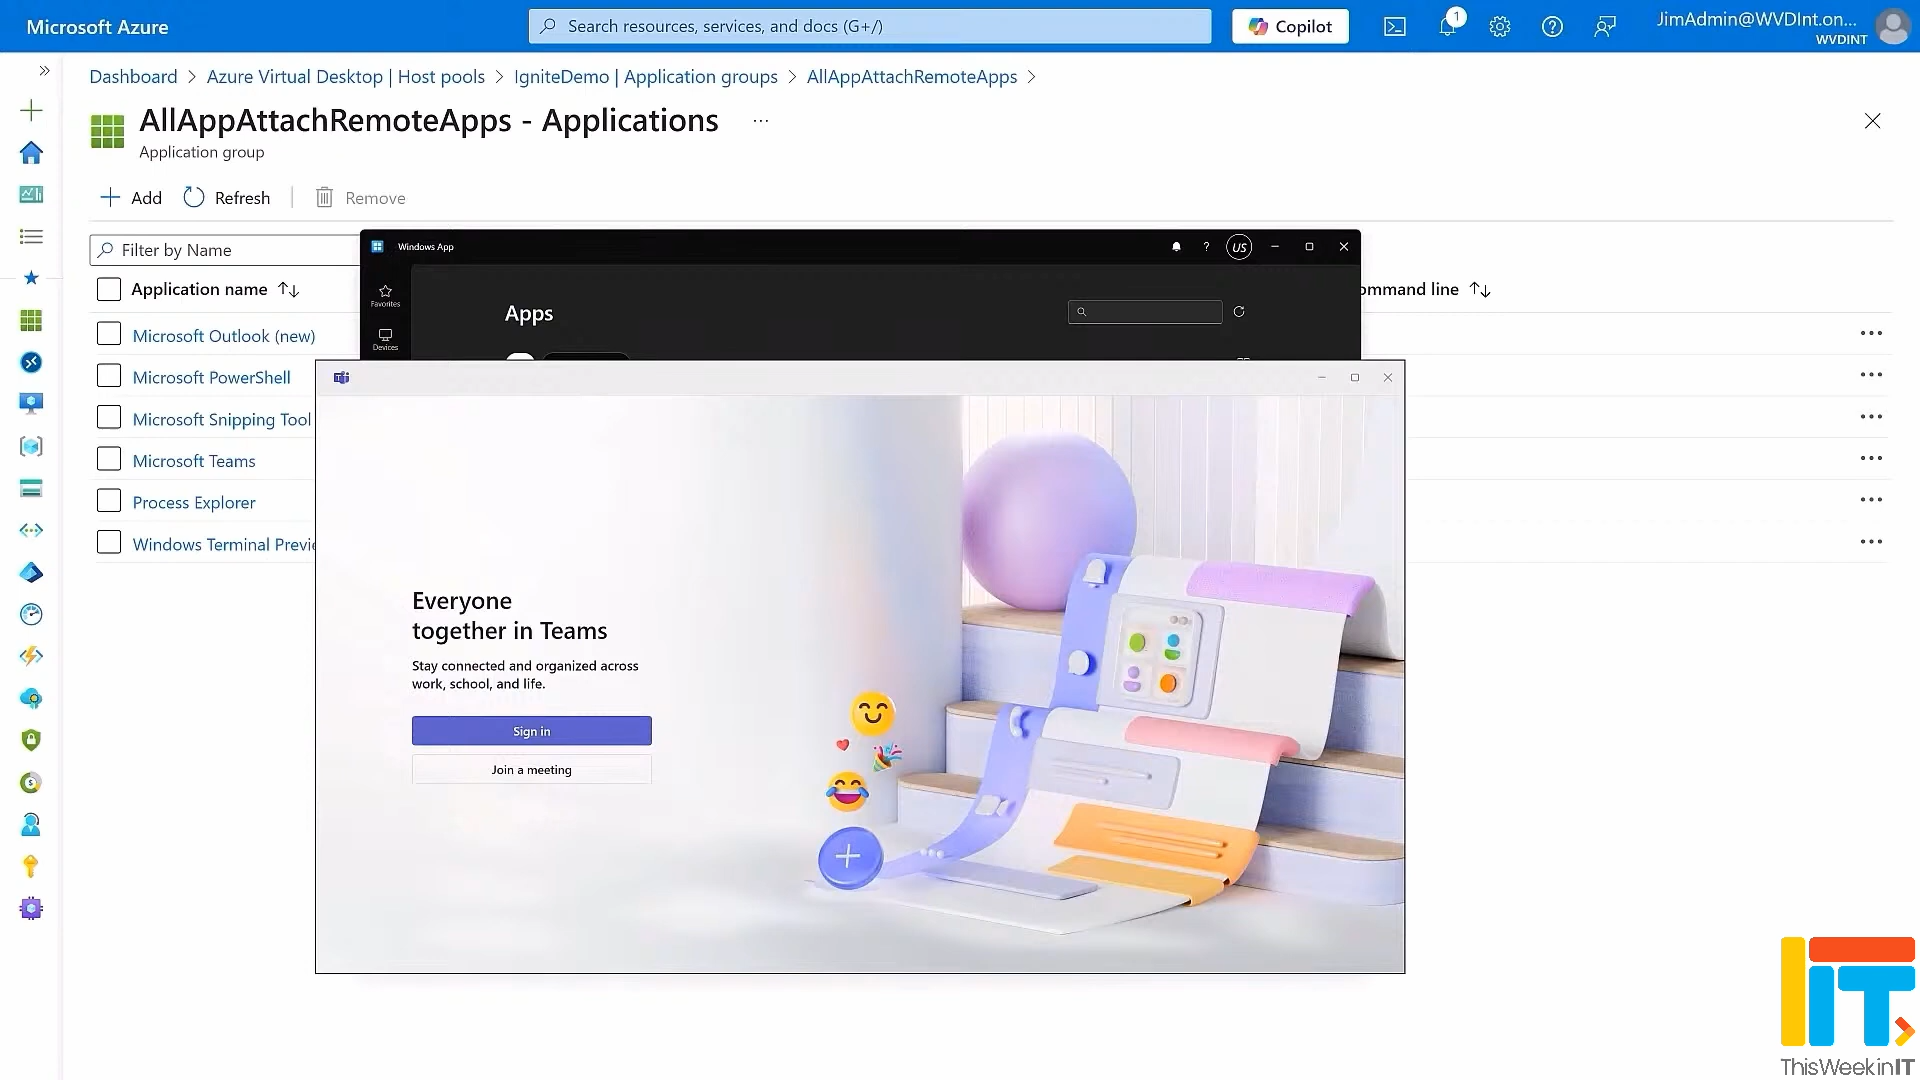 Microsoft Azure
Search resources, services, and docs (G+/)
Copilot
1
JimAdmin@WVDInt.on...
WVDINT
Dashboard > Azure Virtual Desktop | Host pools > IgniteDemo | Application groups > AllAppAttachRemoteApps >
AllAppAttachRemoteApps - Applications ...
Application group
Add
Refresh
Remove
Filter by Name
Application name
ommand line
Microsoft Outlook (new)
Microsoft PowerShell
Microsoft Snipping Tool
Microsoft Teams
Process Explorer
Windows Terminal Previe
Windows App
? US
Favorites
Devices
Apps
Everyone
together in Teams
Stay connected and organized across
work, school, and life.
Sign in
Join a meeting
IT
ThisWeekinIT